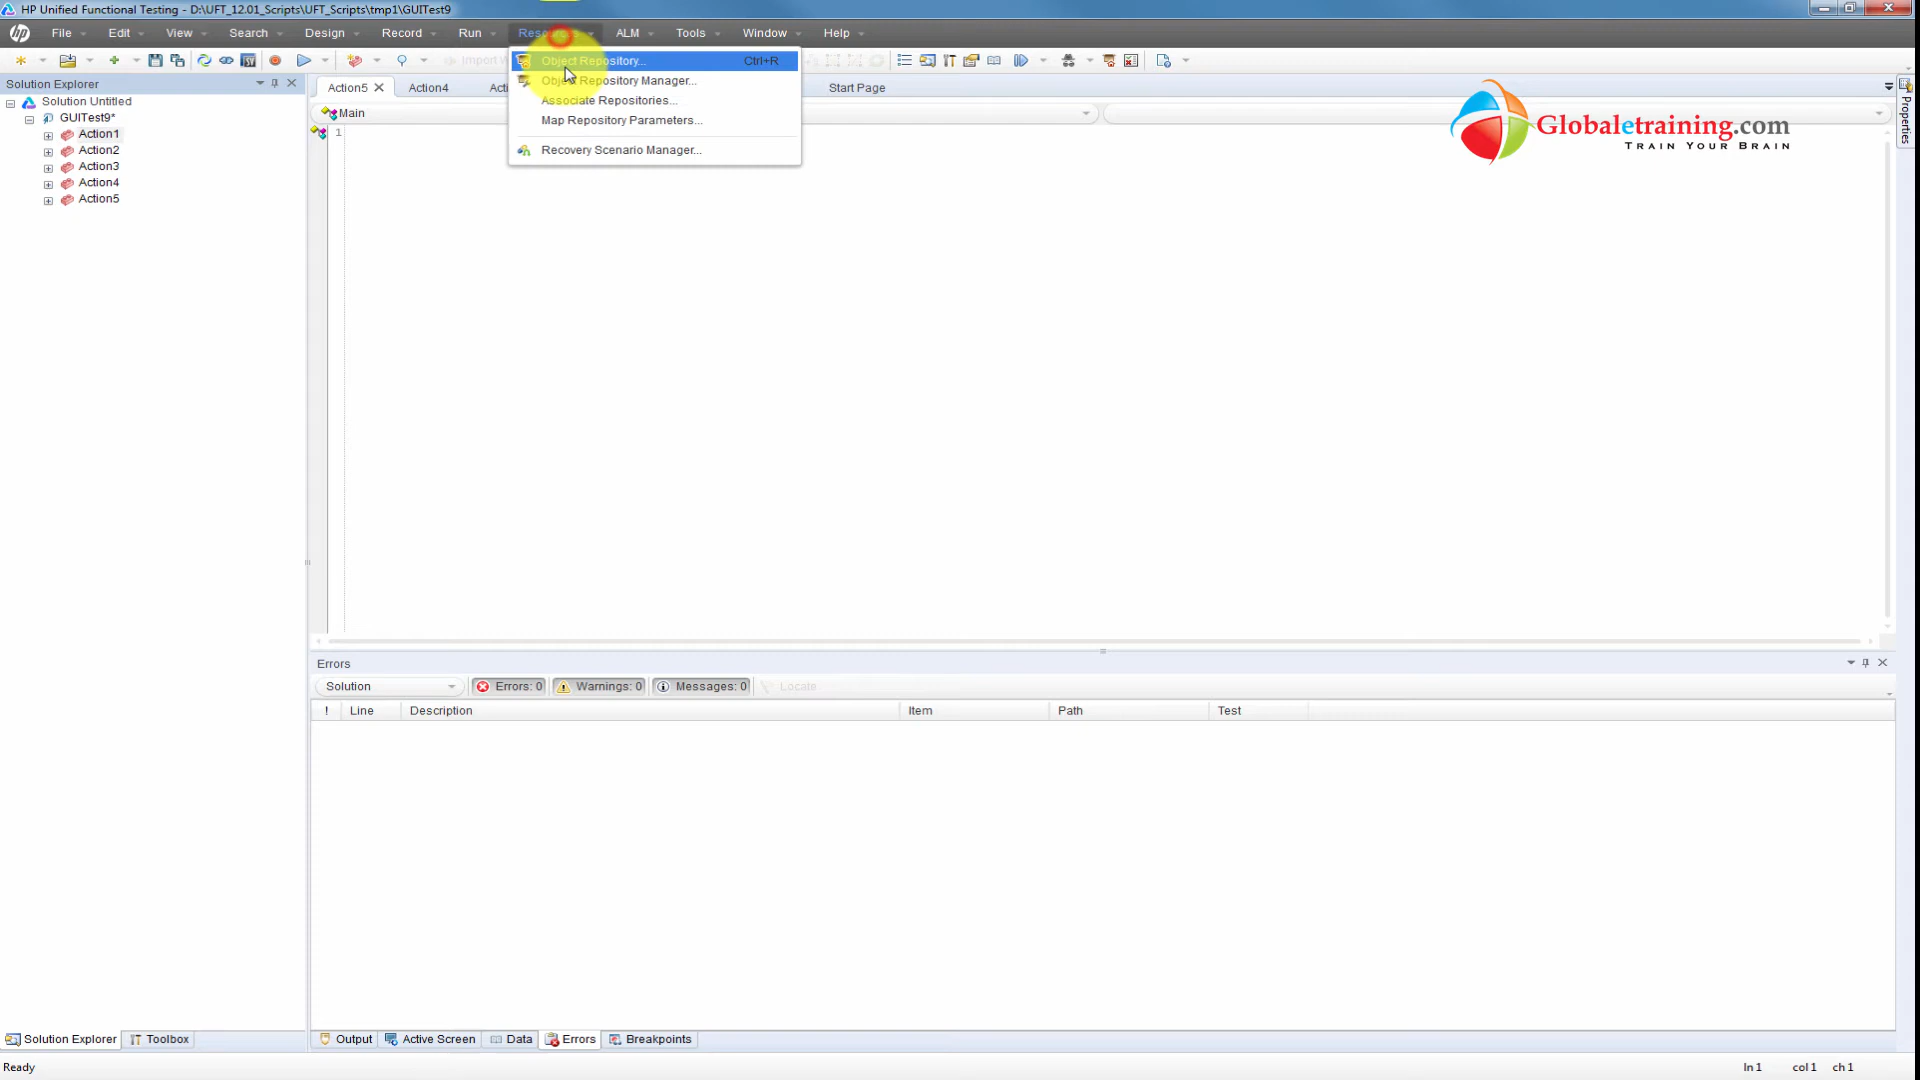 HP Unified Functional Testing - D:\UFT_12.01_Scripts\UFT_Scripts\tmp1\GUITest9
File Edit View Search Design Record Run Resources ALM Tools Window Help
Solution Explorer
Solution Untitled
GUITest9*
Action1
Action2
Action3
Action4
Action5
Object Repository... Ctrl+R
Object Repository Manager...
Associate Repositories...
Map Repository Parameters...
Recovery Scenario Manager...
Action5 Action4 Start Page
Main
1
Properties
Globaletraining.com
TRAIN YOUR BRAIN
Errors
Solution Errors: 0 Warnings: 0 Messages: 0 Locate
! Line Description Item Path Test
Solution Explorer Toolbox
Output Active Screen Data Errors Breakpoints
Ready ln 1 col 1 ch 1